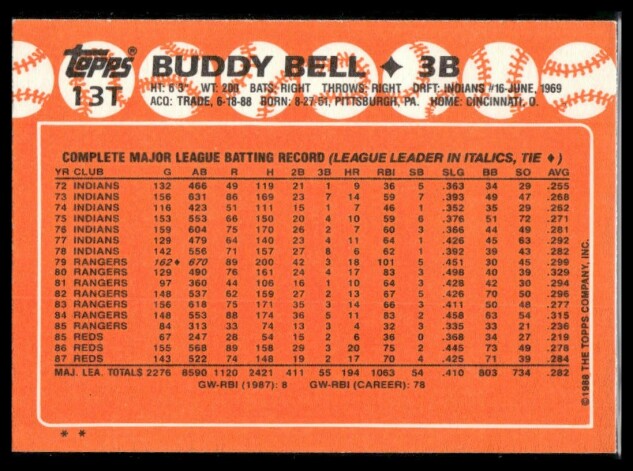 Topps® BUDDY BELL ✦ 3B
13T HT: 6'3" WT: 200 BATS: RIGHT THROWS: RIGHT DRFT: INDIANS #16-JUNE, 1969
ACQ: TRADE, 6-18-88 BORN: 8-27-51, PITTSBURGH, PA. HOME: CINCINNATI, O.
COMPLETE MAJOR LEAGUE BATTING RECORD (LEAGUE LEADER IN ITALICS, TIE ♦)
YR CLUB G AB R H 2B 3B HR RBI SB SLG BB SO AVG
72 INDIANS 132 466 49 119 21 1 9 36 5 .363 34 29 .255
73 INDIANS 156 631 86 169 23 7 14 59 7 .393 49 47 .268
74 INDIANS 116 423 51 111 15 1 7 46 1 .352 35 29 .262
75 INDIANS 153 553 66 150 20 4 10 59 6 .376 51 72 .271
76 INDIANS 159 604 75 170 26 2 7 60 3 .366 44 49 .281
77 INDIANS 129 479 64 140 23 4 11 64 1 .426 45 63 .292
78 INDIANS 142 556 71 157 27 8 6 62 1 .392 39 43 .282
79 RANGERS 162♦ 670 89 200 42 3 18 101 5 .451 30 45 .299
80 RANGERS 129 490 76 161 24 4 17 83 3 .498 40 39 .329
81 RANGERS 97 360 44 106 16 1 10 64 3 .428 42 30 .294
82 RANGERS 148 537 62 159 27 2 13 67 5 .426 70 50 .296
83 RANGERS 156 618 75 171 35 3 14 66 3 .411 50 48 .277
84 RANGERS 148 553 88 174 36 5 11 83 2 .458 63 54 .315
85 RANGERS 84 313 33 74 13 3 4 32 3 .335 33 21 .236
85 REDS 67 247 28 54 15 2 6 36 0 .368 34 27 .219
86 REDS 155 568 89 158 29 3 20 75 2 .445 73 49 .278
87 REDS 143 522 74 148 19 2 17 70 4 .425 71 39 .284
MAJ. LEA. TOTALS 2276 8590 1120 2421 411 55 194 1063 54 .410 803 734 .282
GW-RBI (1987): 8 GW-RBI (CAREER): 78
©1988 THE TOPPS COMPANY, INC.
* *